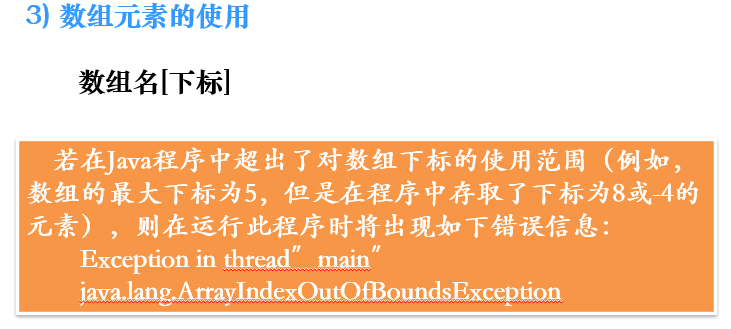 3) 数组元素的使用
数组名[下标]
若在Java程序中超出了对数组下标的使用范围（例如，
数组的最大下标为5，但是在程序中存取了下标为8或-4的
元素），则在运行此程序时将出现如下错误信息：
Exception in thread″ main″
java.lang.ArrayIndexOutOfBoundsException